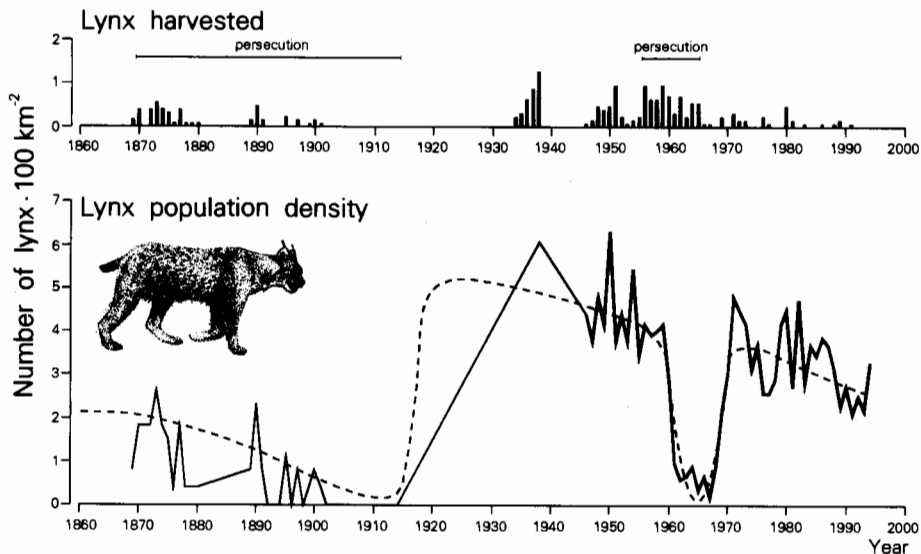 Lynx harvested
persecution
persecution
2
1
0
1860 1870 1880 1890 1900 1910 1920 1930 1940 1950 1960 1970 1980 1990 2000
Number of lynx · 100 km⁻²
Lynx population density
7
6
5
4
3
2
1
0
1860 1870 1880 1890 1900 1910 1920 1930 1940 1950 1960 1970 1980 1990 2000
Year